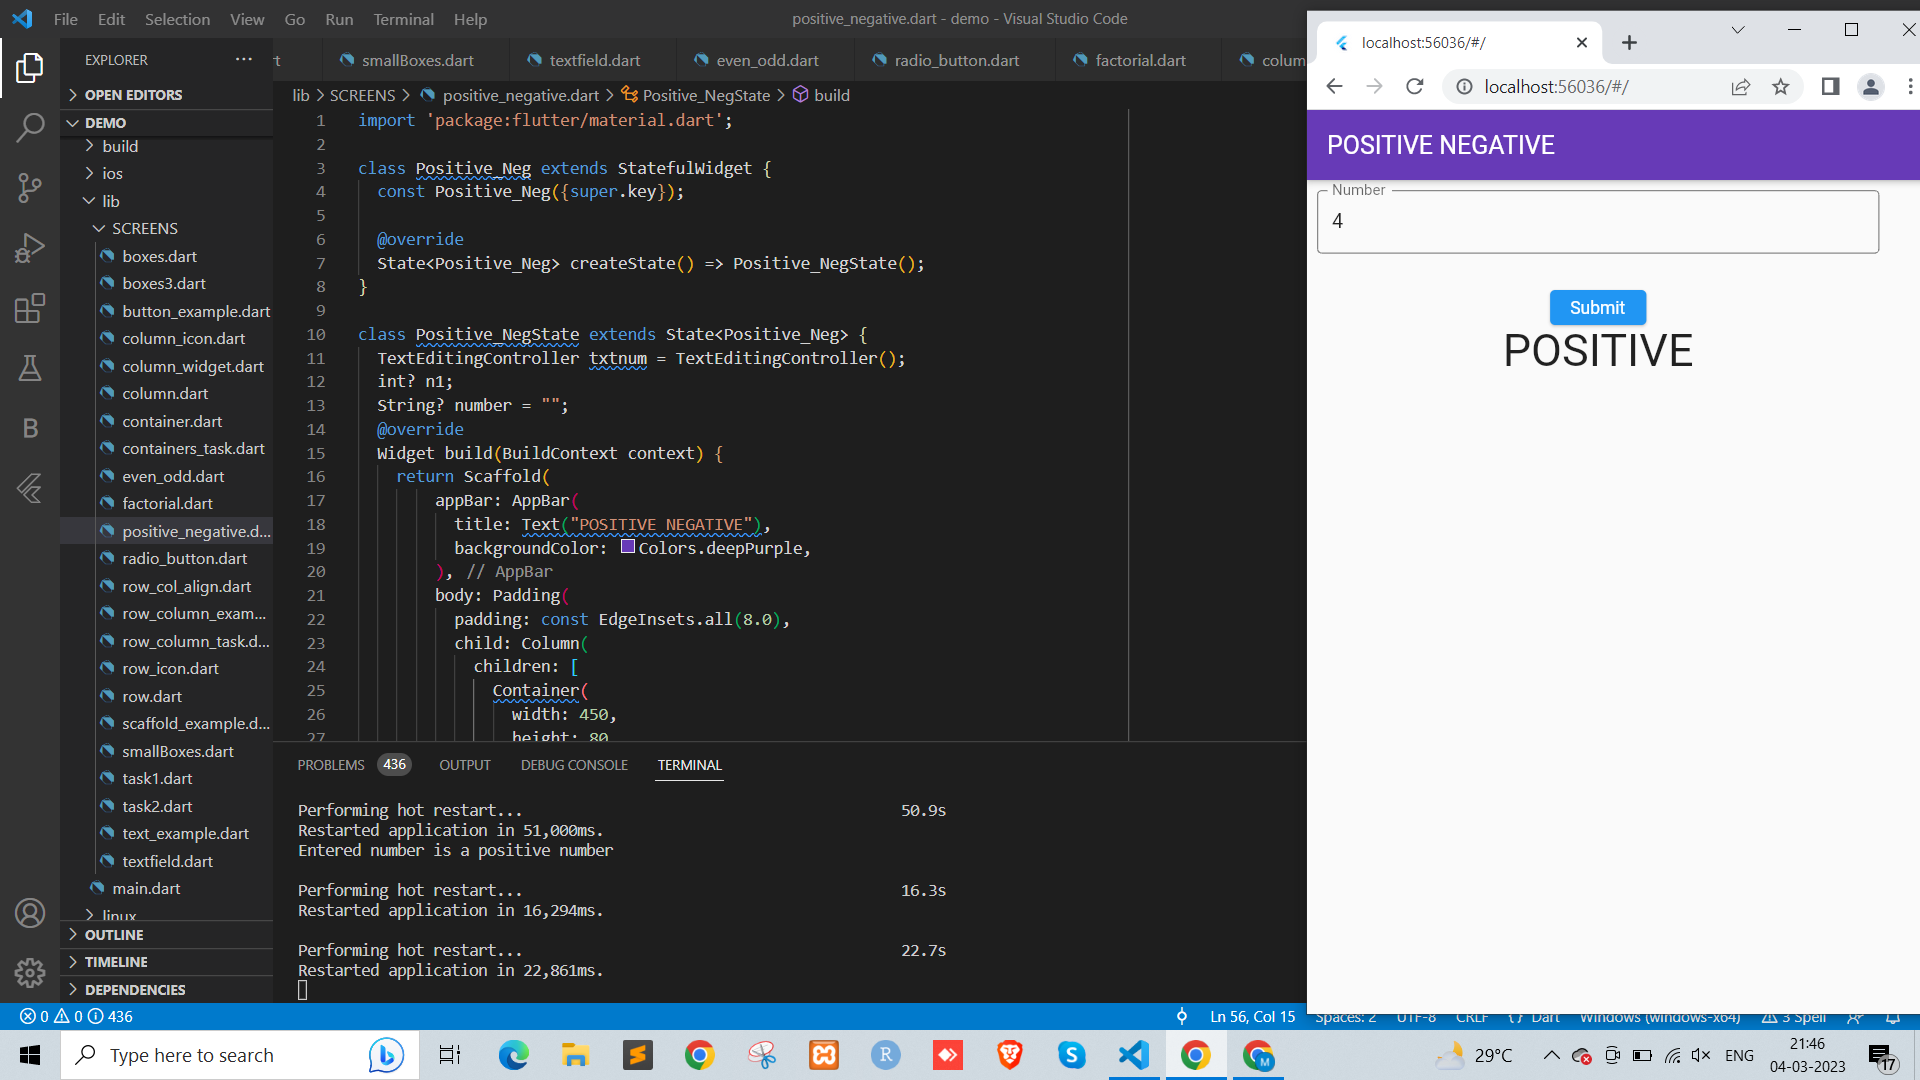 File Edit Selection View Go Run Terminal Help
positive_negative.dart - demo - Visual Studio Code
EXPLORER
OPEN EDITORS
DEMO
build
ios
lib
SCREENS
boxes.dart
boxes3.dart
button_example.dart
column_icon.dart
column_widget.dart
column.dart
container.dart
containers_task.dart
even_odd.dart
factorial.dart
positive_negative.d...
radio_button.dart
row_col_align.dart
row_column_exam...
row_column_task.d...
row_icon.dart
row.dart
scaffold_example.d...
smallBoxes.dart
task1.dart
task2.dart
text_example.dart
textfield.dart
main.dart
linux
OUTLINE
TIMELINE
DEPENDENCIES
smallBoxes.dart textfield.dart even_odd.dart radio_button.dart factorial.dart colum
lib > SCREENS > positive_negative.dart > Positive_NegState > build
1 import 'package:flutter/material.dart';
2
3 class Positive_Neg extends StatefulWidget {
4 const Positive_Neg({super.key});
5
6 @override
7 State<Positive_Neg> createState() => Positive_NegState();
8 }
9
10 class Positive_NegState extends State<Positive_Neg> {
11 TextEditingController txtnum = TextEditingController();
12 int? n1;
13 String? number = "";
14 @override
15 Widget build(BuildContext context) {
16 return Scaffold(
17 appBar: AppBar(
18 title: Text("POSITIVE NEGATIVE"),
19 backgroundColor: Colors.deepPurple,
20 ), // AppBar
21 body: Padding(
22 padding: const EdgeInsets.all(8.0),
23 child: Column(
24 children: [
25 Container(
26 width: 450,
27 height: 80
PROBLEMS 436 OUTPUT DEBUG CONSOLE TERMINAL
Performing hot restart... 50.9s
Restarted application in 51,000ms.
Entered number is a positive number
Performing hot restart... 16.3s
Restarted application in 16,294ms.
Performing hot restart... 22.7s
Restarted application in 22,861ms.
0 0 436
Ln 56, Col 15 Spaces: 2 UTF-8 CRLF {} Dart Windows (windows-x64) 3 Spell
localhost:56036/#/
localhost:56036/#/
POSITIVE NEGATIVE
Number
4
Submit
POSITIVE
Type here to search
29°C
ENG
21:46
04-03-2023
17